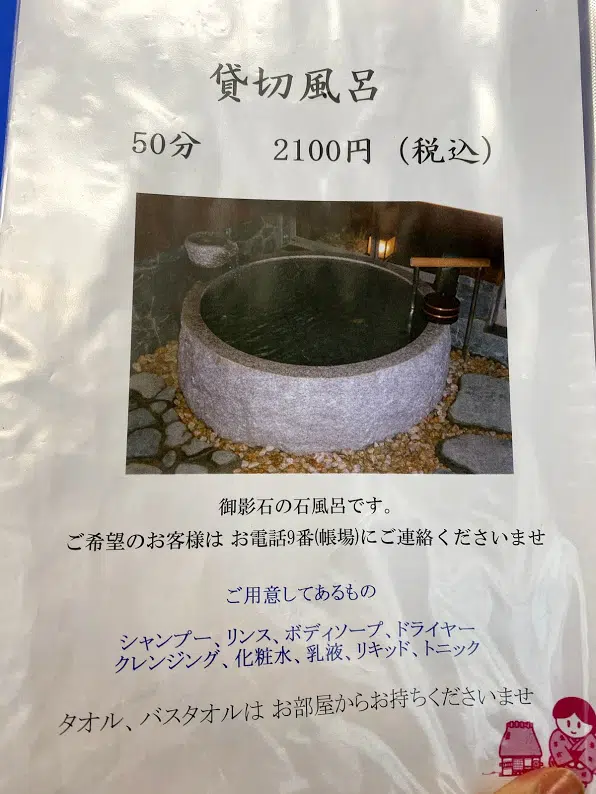 貸切風呂
50分 2100円（税込）
御影石の石風呂です。
ご希望のお客様は お電話9番(帳場)にご連絡くださいませ
ご用意してあるもの
シャンプー、リンス、ボディソープ、ドライヤー
クレンジング、化粧水、乳液、リキッド、トニック
タオル、バスタオルは お部屋からお持ちくださいませ